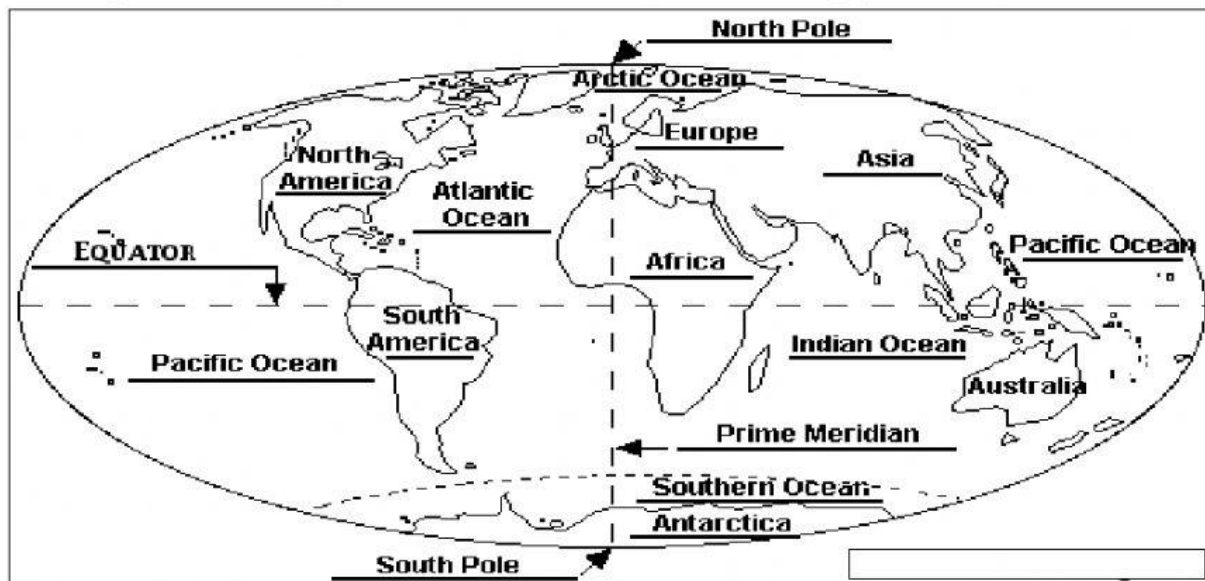 North Pole
Arctic Ocean
Europe
North
America
Asia
Atlantic
Ocean
EQUATOR
Africa
Pacific Ocean
South
America
Pacific Ocean
Indian Ocean
Australia
Prime Meridian
Southern Ocean
Antarctica
South Pole